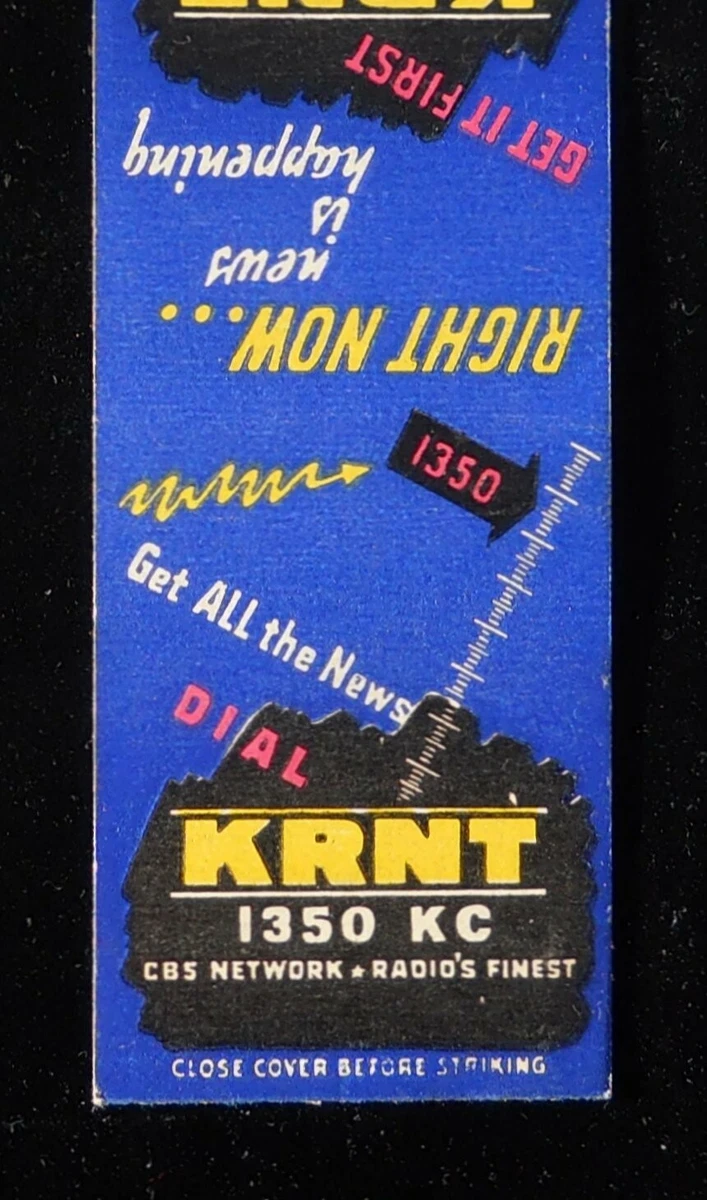 RIGHT NOW...
news
is
happening
GET IT FIRST
KRNT
1350
Get ALL the News
DIAL
KRNT
1350 KC
CBS NETWORK ★ RADIO'S FINEST
CLOSE COVER BEFORE STRIKING